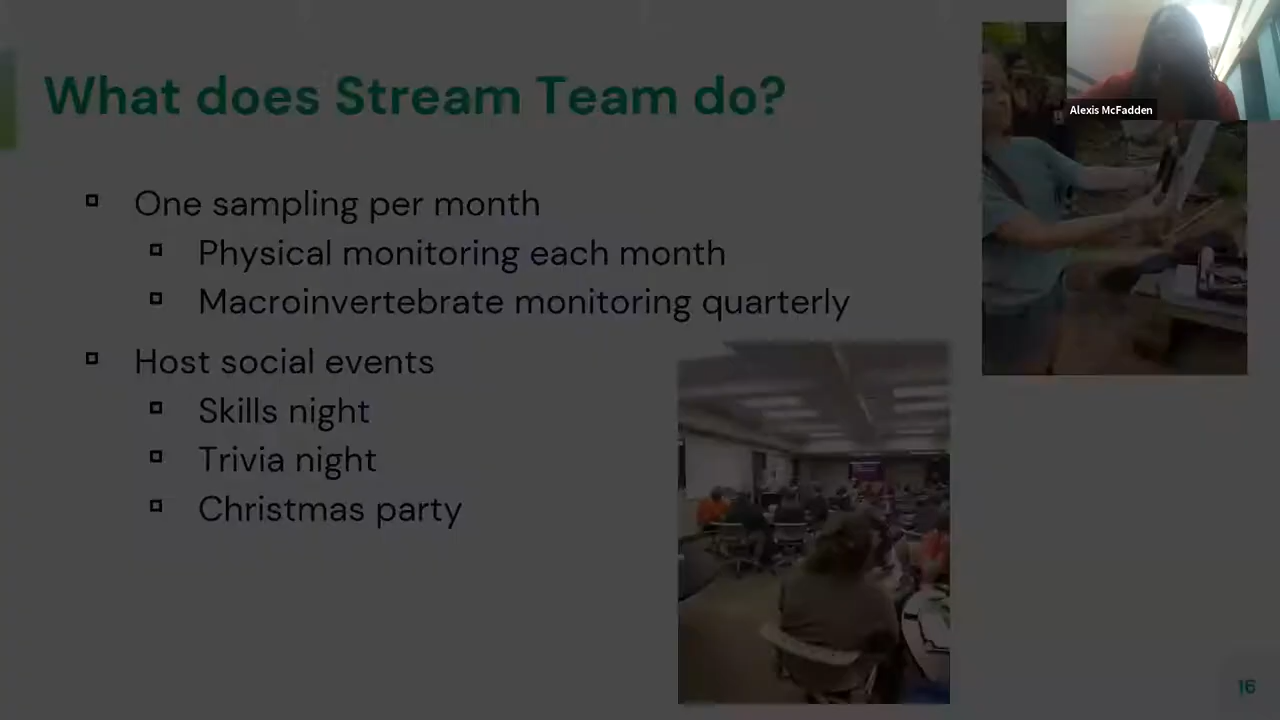 What does Stream Team do?
Alexis McFadden
One sampling per month
Physical monitoring each month
Macroinvertebrate monitoring quarterly
Host social events
Skills night
Trivia night
Christmas party
16